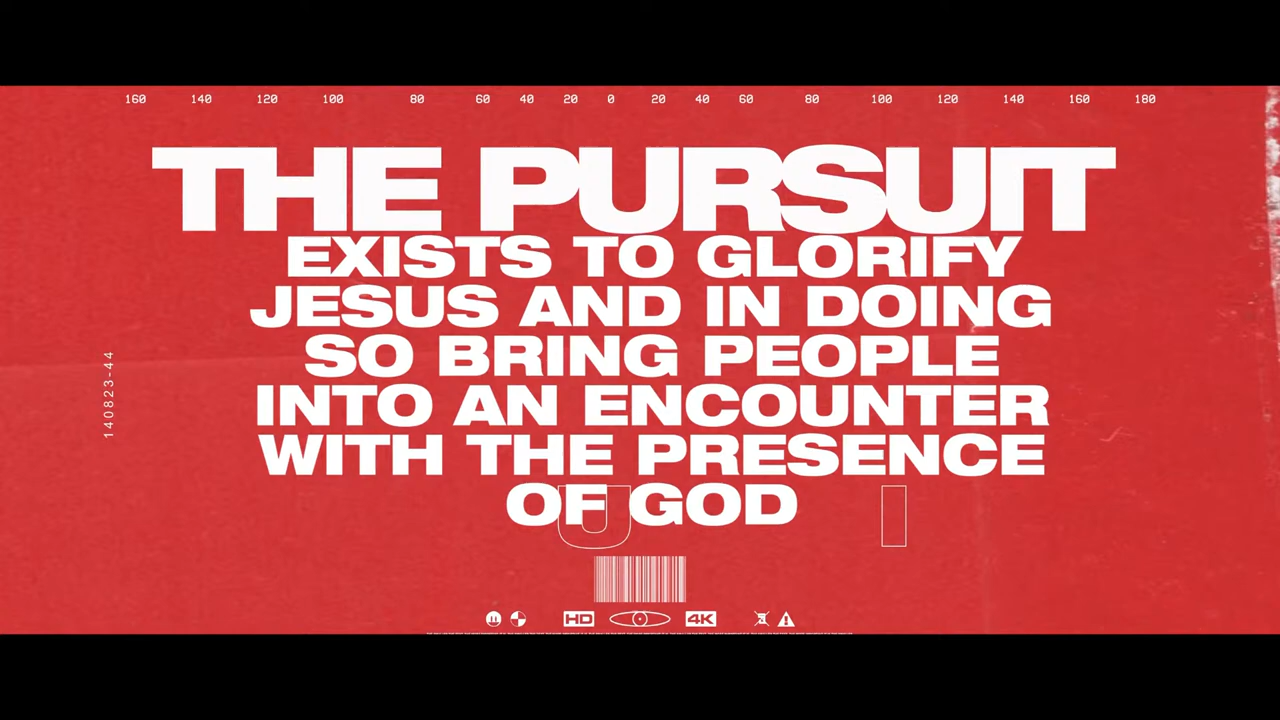 160 140 120 100 80 60 40 20 0 20 40 60 80 100 120 140 160 180
THE PURSUIT
EXISTS TO GLORIFY
JESUS AND IN DOING
SO BRING PEOPLE
INTO AN ENCOUNTER
WITH THE PRESENCE
OF GOD
U I
140823-44
HD 4K